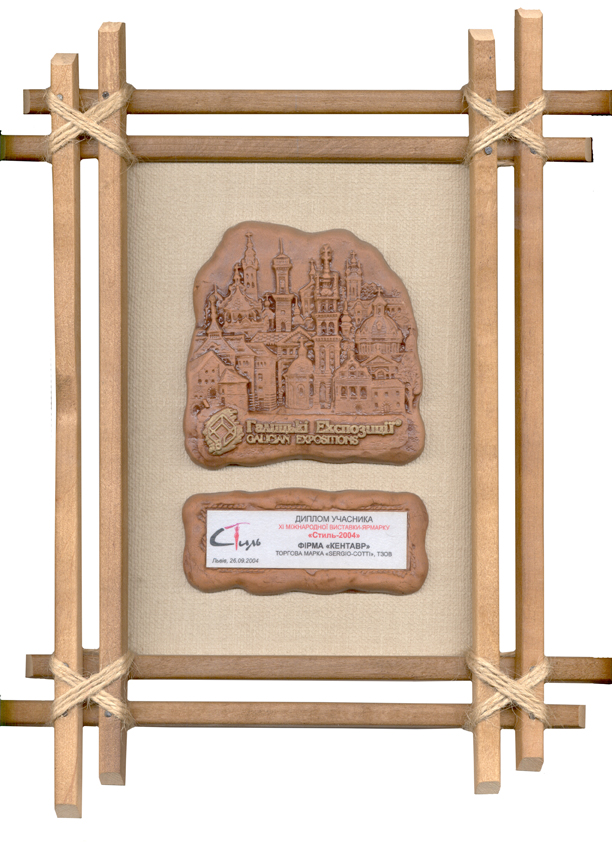 Галицькі Експозиції®
GALICIAN EXPOSITIONS
Стиль
ДИПЛОМ УЧАСНИКА
XI МІЖНАРОДНОЇ ВИСТАВКИ-ЯРМАРКУ
«Стиль-2004»
ФІРМА «КЕНТАВР»
ТОРГОВА МАРКА «SERGIO-COTTI», ТЗОВ
Львів, 26.09.2004